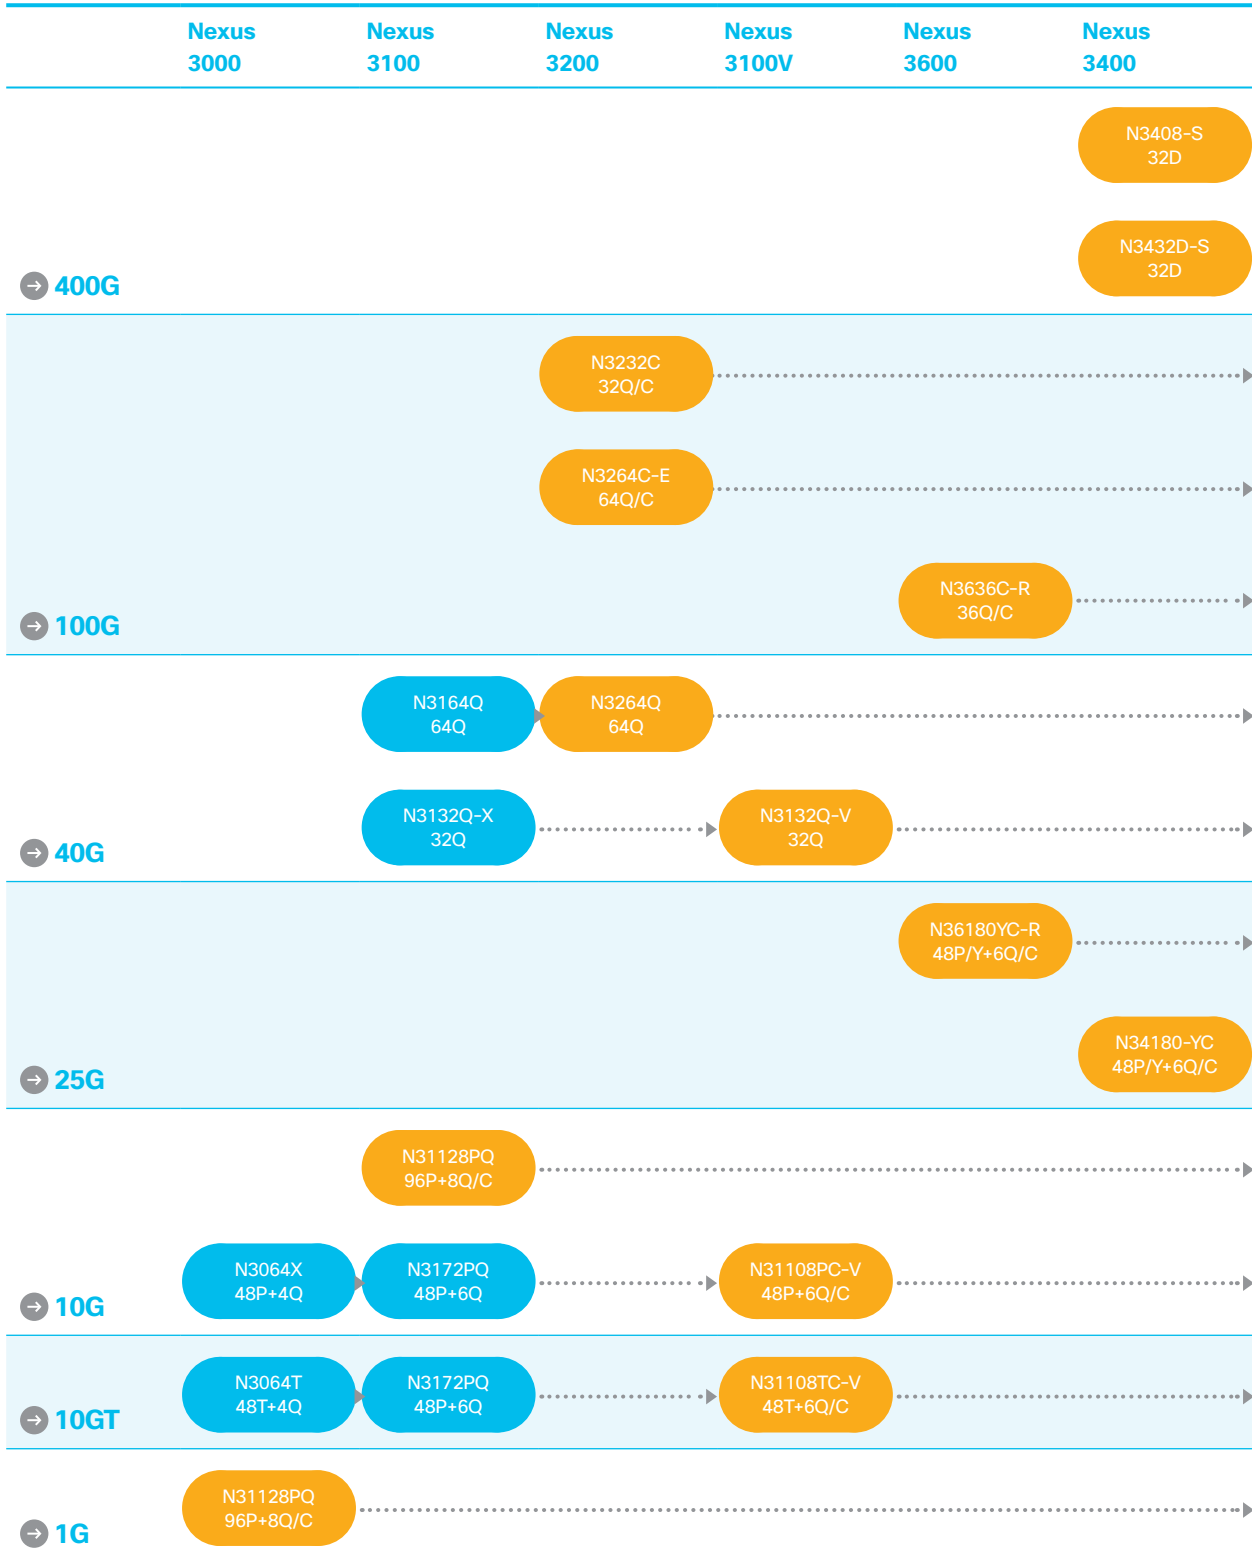 Nexus 3000
Nexus 3100
Nexus 3200
Nexus 3100V
Nexus 3600
Nexus 3400
N3408-S
32D
N3432D-S
32D
400G
N3232C
32Q/C
N3264C-E
64Q/C
N3636C-R
36Q/C
100G
N3164Q
64Q
N3264Q
64Q
N3132Q-X
32Q
N3132Q-V
32Q
40G
N36180YC-R
48P/Y+6Q/C
N34180-YC
48P/Y+6Q/C
25G
N31128PQ
96P+8Q/C
N3064X
48P+4Q
N3172PQ
48P+6Q
N31108PC-V
48P+6Q/C
10G
N3064T
48T+4Q
N3172PQ
48P+6Q
N31108TC-V
48T+6Q/C
10GT
N31128PQ
96P+8Q/C
1G